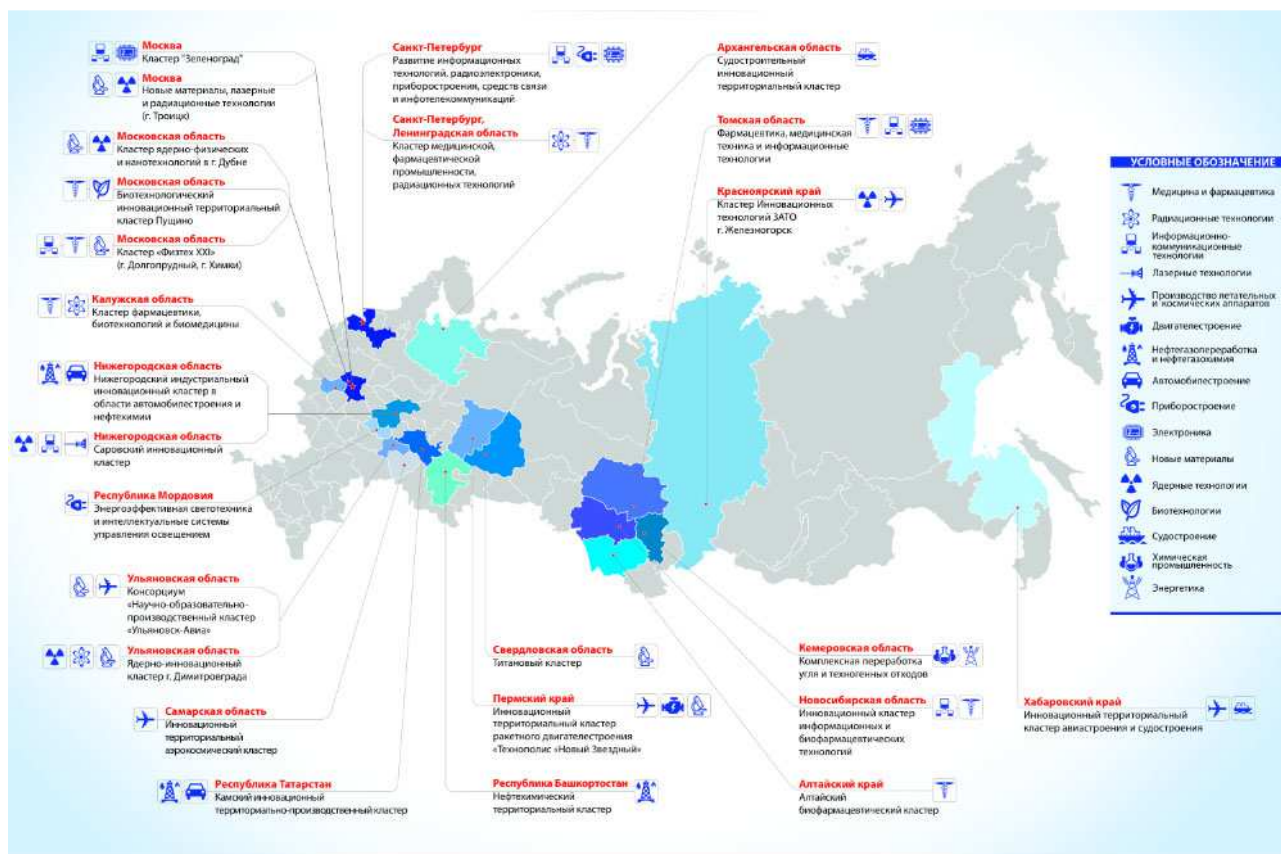 Москва
Кластер "Зеленоград"
Москва
Новые материалы, лазерные
и радиационные технологии
(г. Троицк)
Московская область
Кластер ядерно-физических
и нанотехнологий в г. Дубне
Московская область
Биотехнологический
инновационный территориальный
кластер Пущино
Московская область
Кластер «Физтех XXI»
(г. Долгопрудный, г. Химки)
Калужская область
Кластер фармацевтики,
биотехнологий и биомедицины
Нижегородская область
Нижегородский индустриальный
инновационный кластер в
области автомобилестроения и
нефтехимии
Нижегородская область
Саровский инновационный
кластер
Республика Мордовия
Энергоэффективная светотехника
и интеллектуальные системы
управления освещением
Ульяновская область
Консорциум
«Научно-образовательно-
производственный кластер
«Ульяновск-Авиа»
Ульяновская область
Ядерно-инновационный
кластер г. Димитровграда
Самарская область
Инновационный
территориальный
аэрокосмический кластер
Республика Татарстан
Камский инновационный
территориально-производственный кластер
Санкт-Петербург
Развитие информационных
технологий, радиоэлектроники,
приборостроения, средств связи
и инфотелекоммуникаций
Санкт-Петербург,
Ленинградская область
Кластер медицинской,
фармацевтической
промышленности,
радиационных технологий
Архангельская область
Судостроительный
инновационный
территориальный кластер
Томская область
Фармацевтика, медицинская
техника и информационные
технологии
Красноярский край
Кластер Инновационных
технологий ЗАТО
г. Железногорск
Свердловская область
Титановый кластер
Пермский край
Инновационный
территориальный кластер
ракетного двигателестроения
«Технополис «Новый Звездный»
Республика Башкортостан
Нефтехимический
территориальный кластер
Кемеровская область
Комплексная переработка
угля и техногенных отходов
Новосибирская область
Инновационный кластер
информационных и
биофармацевтических
технологий
Алтайский край
Алтайский
биофармацевтический кластер
Хабаровский край
Инновационный территориальный
кластер авиастроения и судостроения
УСЛОВНЫЕ ОБОЗНАЧЕНИЕ
Медицина и фармацевтика
Радиационные технологии
Информационно-
коммуникационные
технологии
Лазерные технологии
Производство летательных
и космических аппаратов
Двигателестроение
Нефтегазопереработка
и нефтегазохимия
Автомобилестроение
Приборостроение
Электроника
Новые материалы
Ядерные технологии
Биотехнологии
Судостроение
Химическая
промышленность
Энергетика